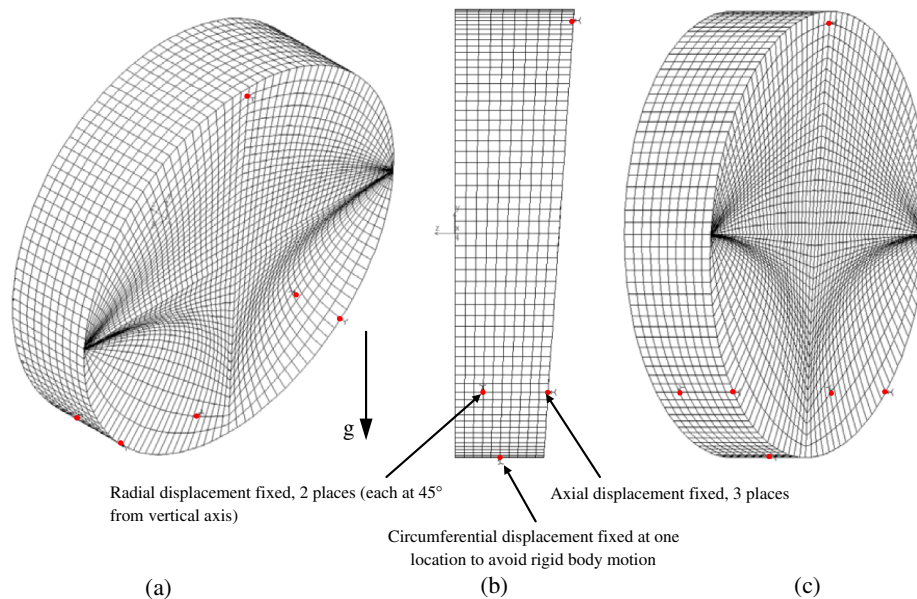 g
Radial displacement fixed, 2 places (each at 45°
from vertical axis)
Axial displacement fixed, 3 places
Circumferential displacement fixed at one
location to avoid rigid body motion
(a)
(b)
(c)